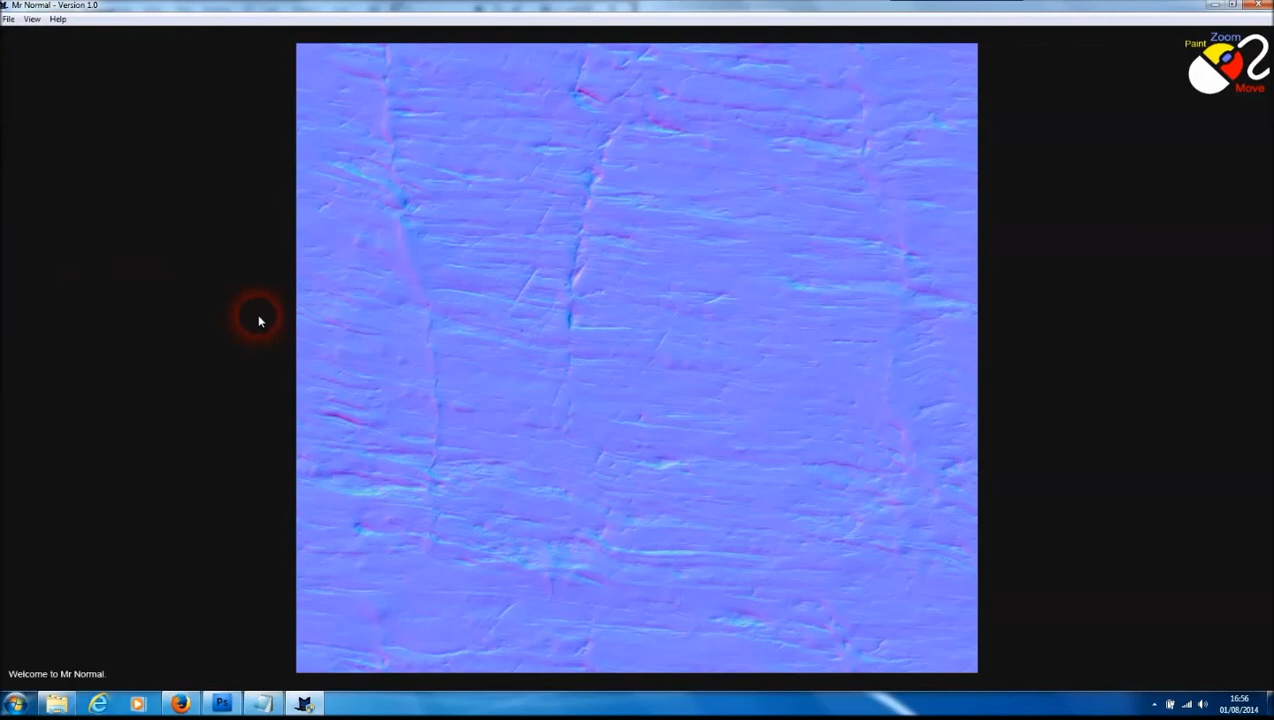 Mr Normal - Version 1.0
File View Help
Zoom
Paint
Move
Welcome to Mr Normal.
Ps
16:56
01/08/2014